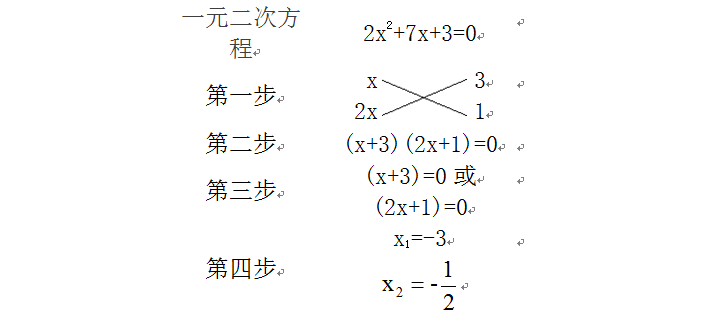 一元二次方
程↵
2x²+7x+3=0↵
↵
第一步↵
x 3↵
↵
2x 1↵
第二步↵
(x+3)(2x+1)=0↵
↵
第三步↵
(x+3)=0 或↵
↵
(2x+1)=0
第四步↵
x₁=-3↵
↵
x₂ = -1/2↵